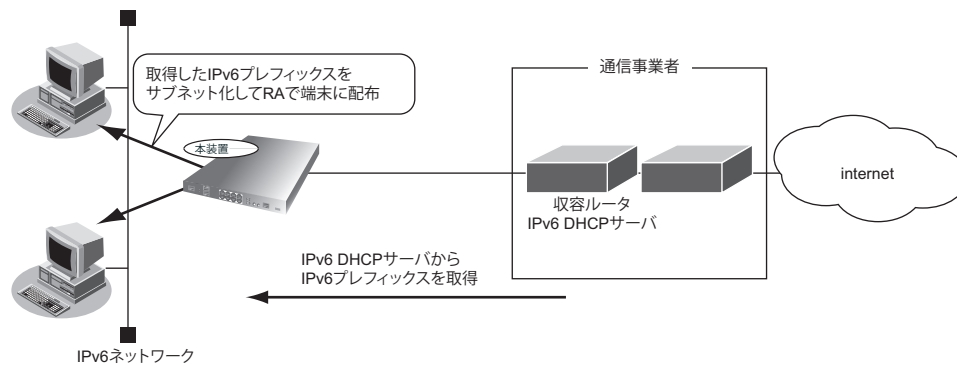 取得したIPv6プレフィックスを
サブネット化してRAで端末に配布
本装置
通信事業者
internet
収容ルータ
IPv6 DHCPサーバ
IPv6 DHCPサーバから
IPv6プレフィックスを取得
IPv6ネットワーク